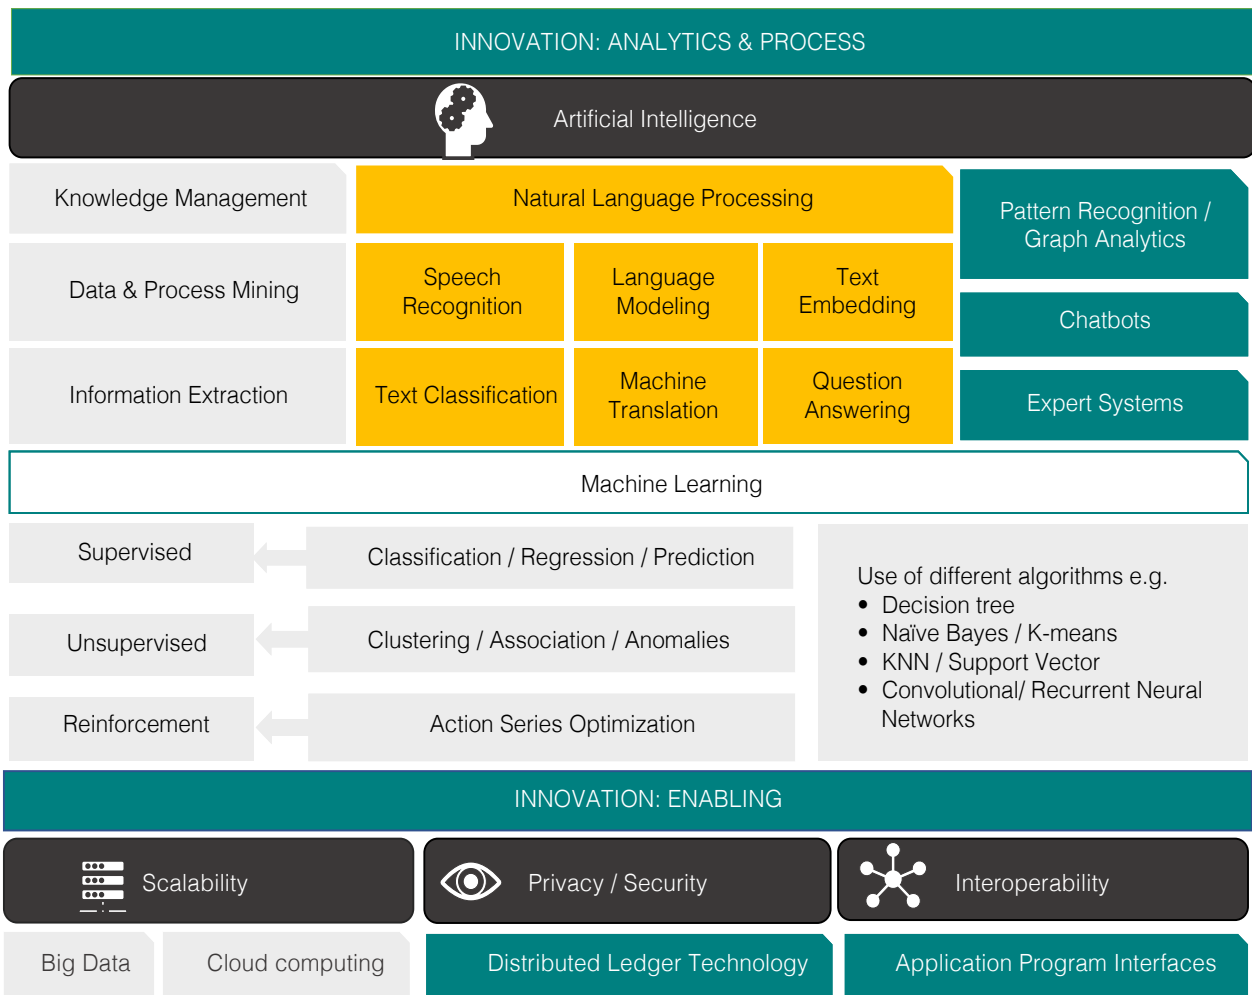 INNOVATION: ANALYTICS & PROCESS
Artificial Intelligence
Knowledge Management
Natural Language Processing
Pattern Recognition /
Graph Analytics
Data & Process Mining
Speech
Recognition
Language
Modeling
Text
Embedding
Chatbots
Information Extraction
Text Classification
Machine
Translation
Question
Answering
Expert Systems
Machine Learning
Supervised
Classification / Regression / Prediction
Unsupervised
Clustering / Association / Anomalies
Reinforcement
Action Series Optimization
Use of different algorithms e.g.
• Decision tree
• Naïve Bayes / K-means
• KNN / Support Vector
• Convolutional/ Recurrent Neural
Networks
INNOVATION: ENABLING
Scalability
Privacy / Security
Interoperability
Big Data
Cloud computing
Distributed Ledger Technology
Application Program Interfaces